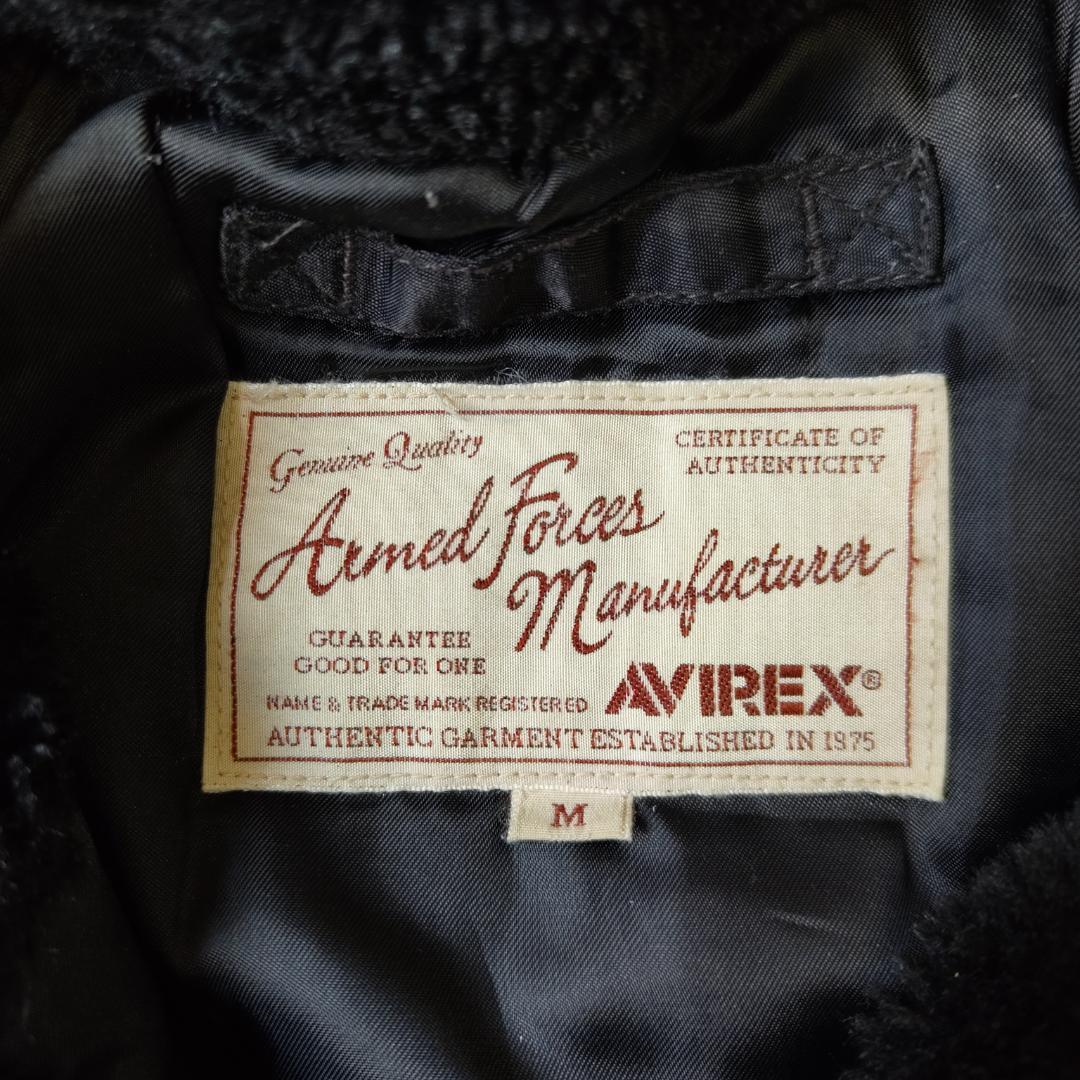 Genuine Quality
CERTIFICATE OF
AUTHENTICITY
Armed Forces
Manufacturer
GUARANTEE
GOOD FOR ONE
NAME & TRADE MARK REGISTERED
AVIREX®
AUTHENTIC GARMENT ESTABLISHED IN 1975
M